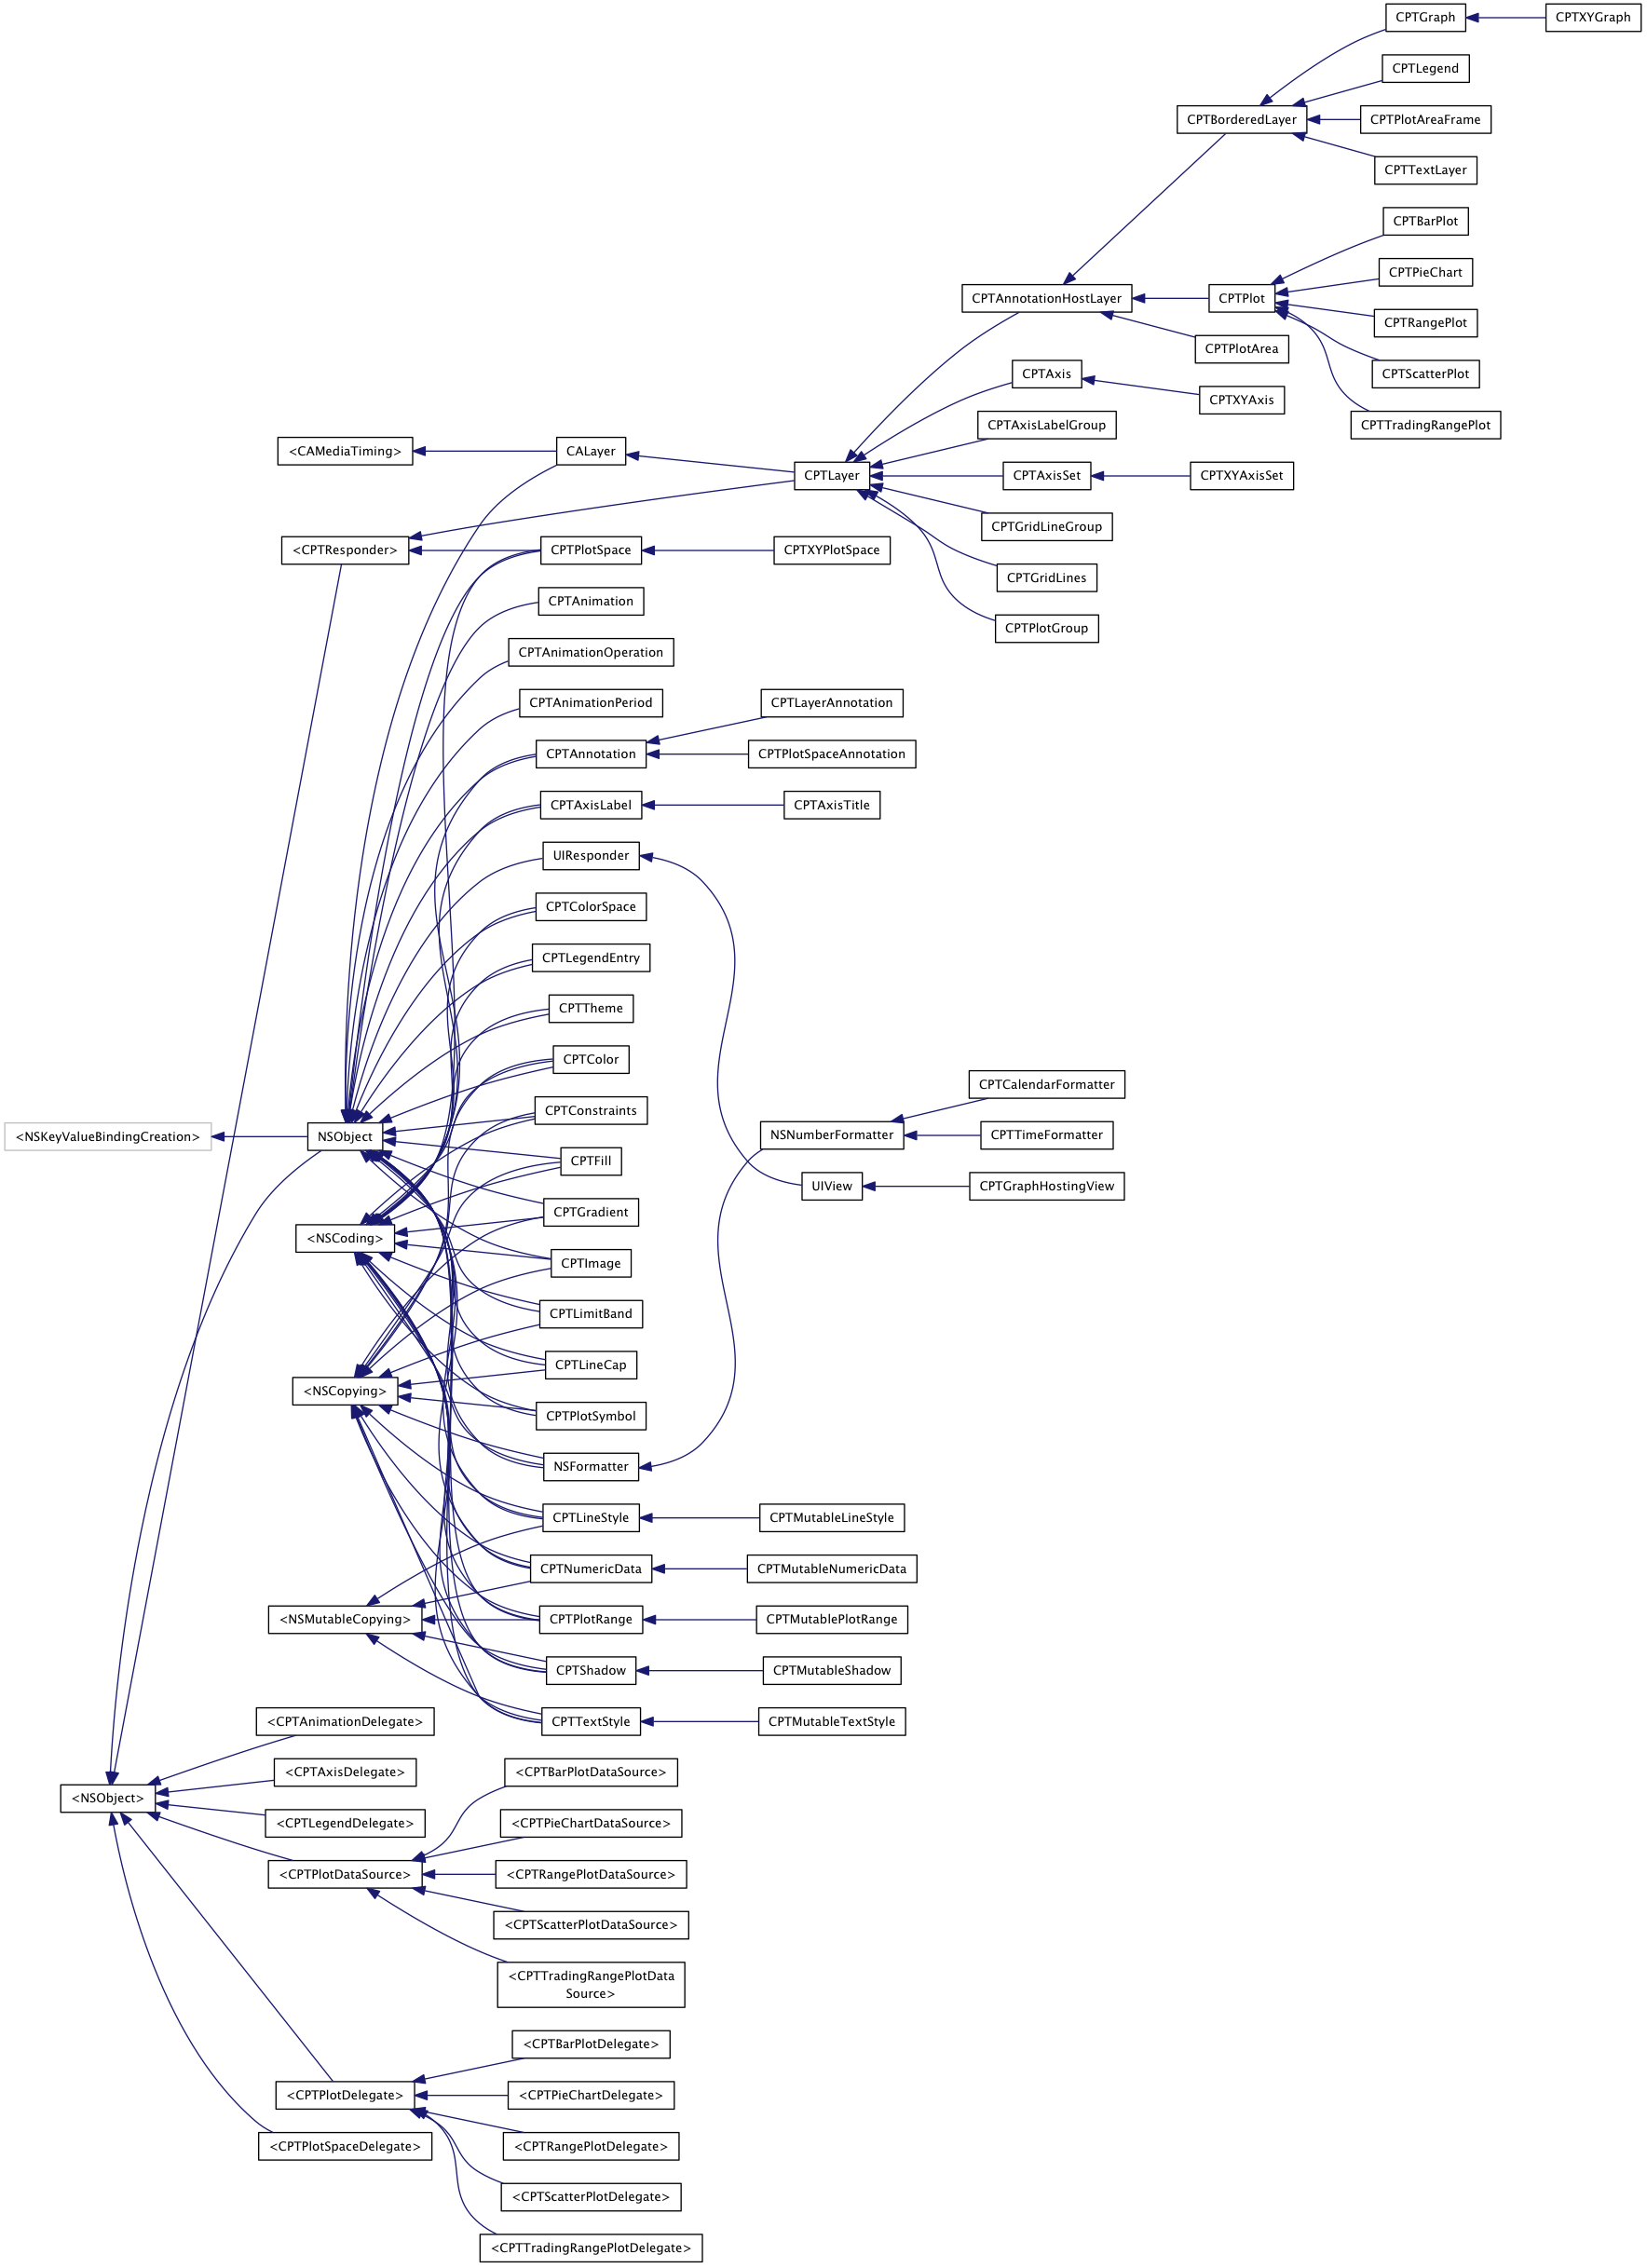 CPTGraph
CPTXYGraph
CPTLegend
CPTBorderedLayer
CPTPlotAreaFrame
CPTTextLayer
CPTBarPlot
CPTPieChart
CPTAnnotationHostLayer
CPTPlot
CPTRangePlot
CPTPlotArea
CPTAxis
CPTScatterPlot
CPTXYAxis
CPTAxisLabelGroup
CPTTradingRangePlot
<CAMediaTiming>
CALayer
CPTLayer
CPTAxisSet
CPTXYAxisSet
CPTGridLineGroup
<CPTResponder>
CPTPlotSpace
CPTXYPlotSpace
CPTGridLines
CPTAnimation
CPTPlotGroup
CPTAnimationOperation
CPTAnimationPeriod
CPTLayerAnnotation
CPTAnnotation
CPTPlotSpaceAnnotation
CPTAxisLabel
CPTAxisTitle
UIResponder
CPTColorSpace
CPTLegendEntry
CPTTheme
CPTColor
CPTCalendarFormatter
CPTConstraints
<NSKeyValueBindingCreation>
NSObject
NSNumberFormatter
CPTTimeFormatter
CPTFill
UIView
CPTGraphHostingView
CPTGradient
<NSCoding>
CPTImage
CPTLimitBand
CPTLineCap
<NSCopying>
CPTPlotSymbol
NSFormatter
CPTLineStyle
CPTMutableLineStyle
CPTNumericData
CPTMutableNumericData
<NSMutableCopying>
CPTPlotRange
CPTMutablePlotRange
CPTShadow
CPTMutableShadow
<CPTAnimationDelegate>
CPTTextStyle
CPTMutableTextStyle
<CPTAxisDelegate>
<CPTBarPlotDataSource>
<NSObject>
<CPTLegendDelegate>
<CPTPieChartDataSource>
<CPTPlotDataSource>
<CPTRangePlotDataSource>
<CPTScatterPlotDataSource>
<CPTTradingRangePlotData
Source>
<CPTBarPlotDelegate>
<CPTPlotDelegate>
<CPTPieChartDelegate>
<CPTPlotSpaceDelegate>
<CPTRangePlotDelegate>
<CPTScatterPlotDelegate>
<CPTTradingRangePlotDelegate>